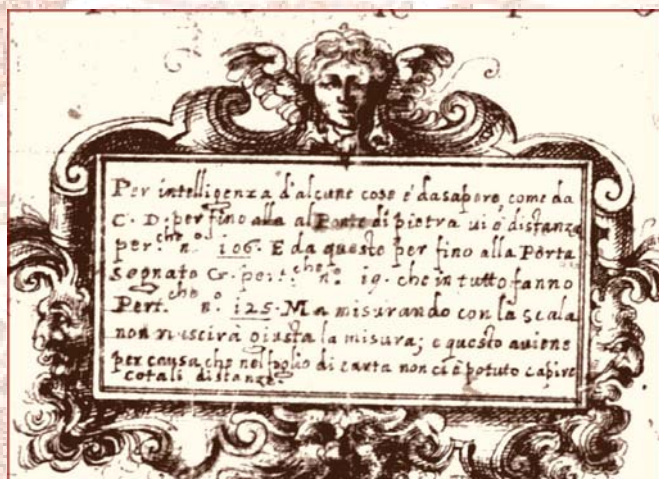 Per intelligenza d'alcune cose e' da sapere, come da
C. D. per fino alla al Ponte di pietra ui e' distanza
per.che n.o 106. E da questo per fino alla Porta
segnato G. pert.che n.o 19. che in tutto fanno
Pert.che n.o 125. Ma misurando con la scala
non riuscirà giusta la misura; e questo auiene
per causa, che nel foglio di carta non ci è potuto capire
cotali distanze.